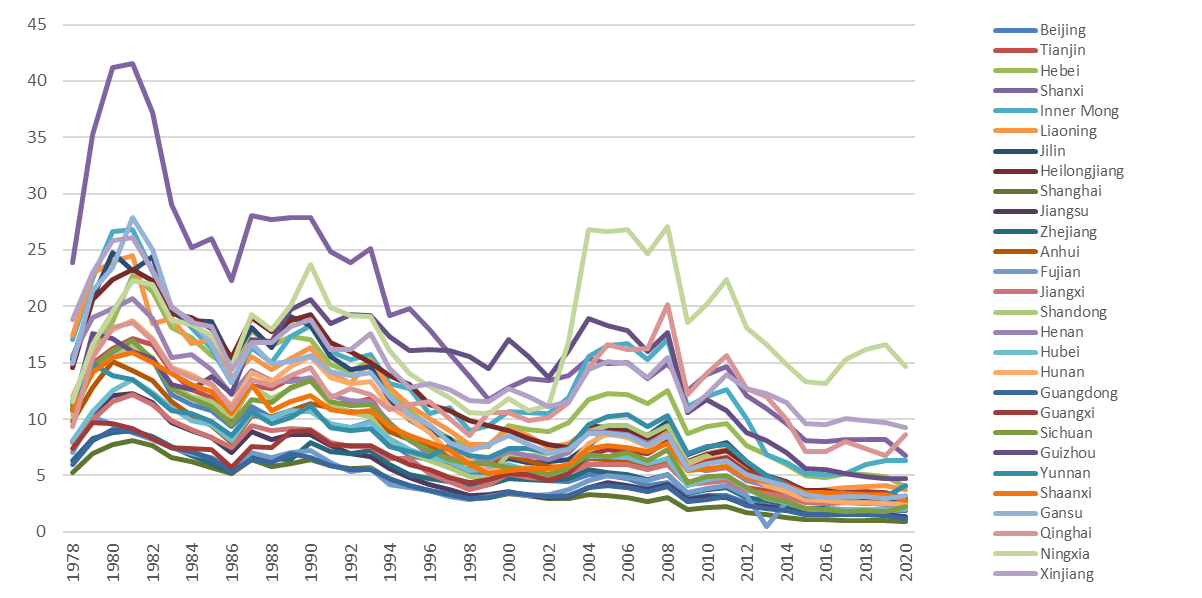 45
40
35
30
25
20
15
10
5
0
1978
1980
1982
1984
1986
1988
1990
1992
1994
1996
1998
2000
2002
2004
2006
2008
2010
2012
2014
2016
2018
2020
Beijing
Tianjin
Hebei
Shanxi
Inner Mong
Liaoning
Jilin
Heilongjiang
Shanghai
Jiangsu
Zhejiang
Anhui
Fujian
Jiangxi
Shandong
Henan
Hubei
Hunan
Guangdong
Guangxi
Sichuan
Guizhou
Yunnan
Shaanxi
Gansu
Qinghai
Ningxia
Xinjiang